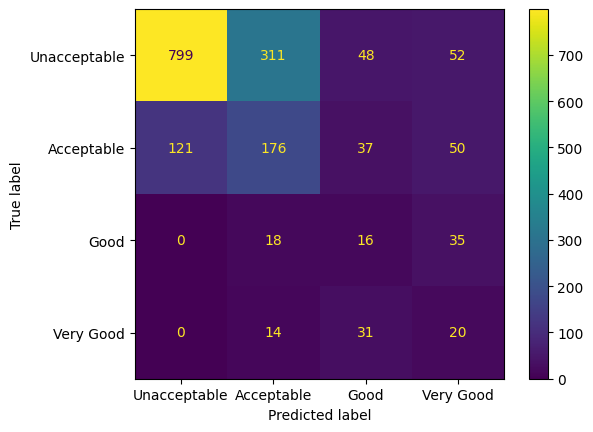 Unacceptable 799 311 48 52
Acceptable 121 176 37 50
Good 0 18 16 35
Very Good 0 14 31 20
Unacceptable Acceptable Good Very Good
Predicted label
True label
700
600
500
400
300
200
100
0